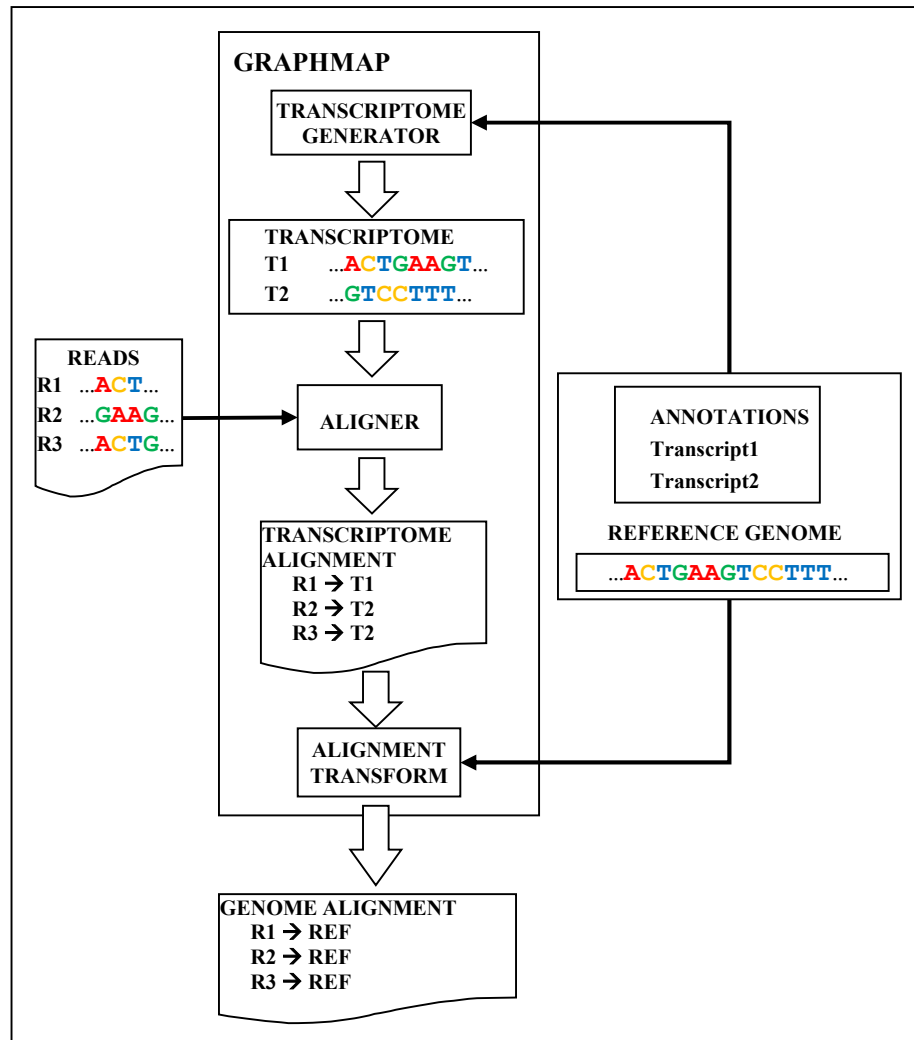 GRAPHMAP
TRANSCRIPTOME
GENERATOR
TRANSCRIPTOME
T1 ...ACTGAAGT...
T2 ...GTCCTTT...
READS
R1 ...ACT...
R2 ...GAAG...
R3 ...ACTG...
ALIGNER
ANNOTATIONS
Transcript1
Transcript2
REFERENCE GENOME
...ACTGAAGTCCTTT...
TRANSCRIPTOME
ALIGNMENT
R1 → T1
R2 → T2
R3 → T2
ALIGNMENT
TRANSFORM
GENOME ALIGNMENT
R1 → REF
R2 → REF
R3 → REF